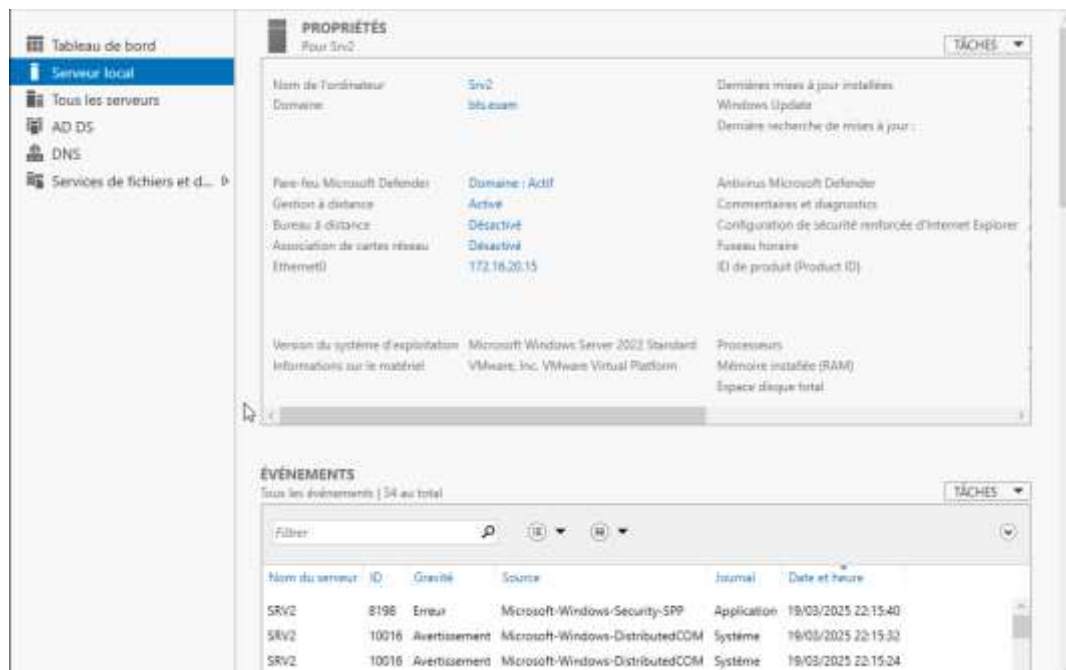 PROPRIÉTÉS
Pour Srv2
TÂCHES
Tableau de bord
Serveur local
Tous les serveurs
AD DS
DNS
Services de fichiers et d...
Nom de l'ordinateur Srv2 Dernières mises à jour installées
Domaine bts.exam Windows Update
Dernière recherche de mises à jour :
Pare-feu Microsoft Defender Domaine : Actif Antivirus Microsoft Defender
Gestion à distance Activé Commentaires et diagnostics
Bureau à distance Désactivé Configuration de sécurité renforcée d'Internet Explorer
Association de cartes réseau Désactivé Fuseau horaire
Ethernet0 172.16.20.15 ID de produit (Product ID)
Version du système d'exploitation Microsoft Windows Server 2022 Standard Processeurs
Informations sur le matériel VMware, Inc. VMware Virtual Platform Mémoire installée (RAM)
Espace disque total
ÉVÉNEMENTS
Tous les événements | 34 au total
TÂCHES
Filtrer
Nom du serveur ID Gravité Source Journal Date et heure
SRV2 8198 Erreur Microsoft-Windows-Security-SPP Application 19/03/2025 22:15:40
SRV2 10016 Avertissement Microsoft-Windows-DistributedCOM Système 19/03/2025 22:15:32
SRV2 10016 Avertissement Microsoft-Windows-DistributedCOM Système 19/03/2025 22:15:24